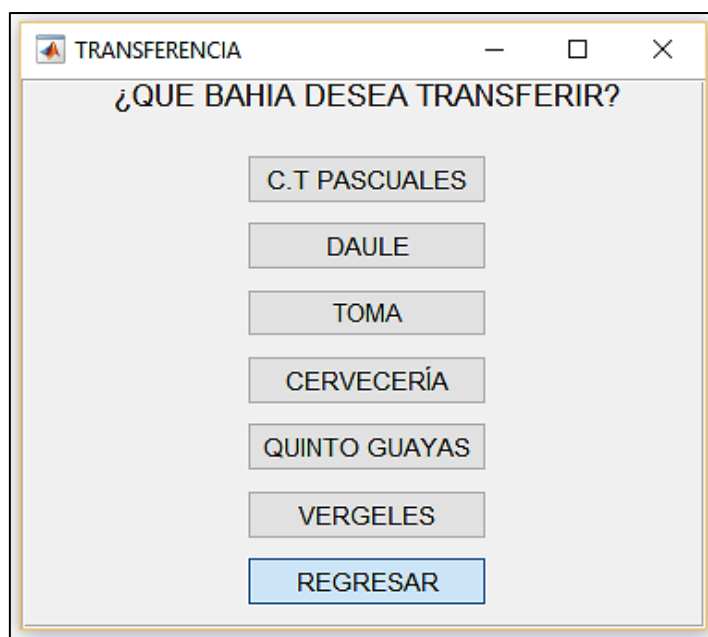 TRANSFERENCIA
¿QUE BAHIA DESEA TRANSFERIR?
C.T PASCUALES
DAULE
TOMA
CERVECERÍA
QUINTO GUAYAS
VERGELES
REGRESAR